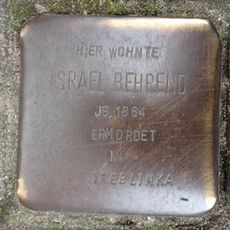 HIER WOHNTE
ISRAEL BEHREND
JG. 1864
ERMORDET
IN
TREBLINKA